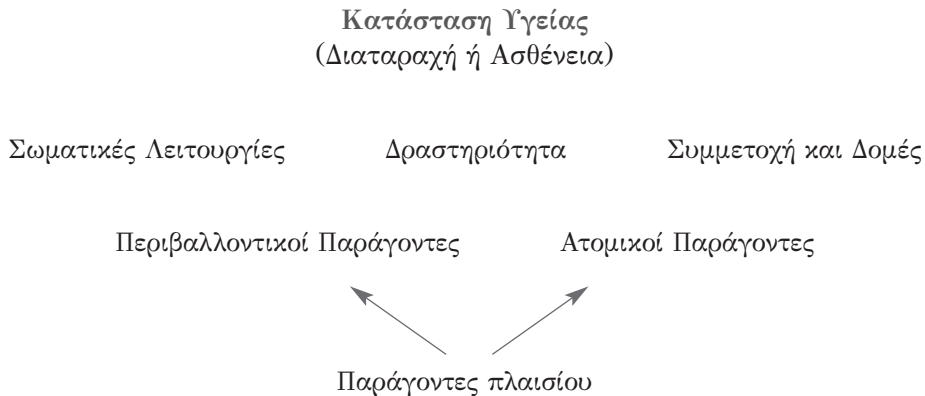 Κατάσταση Υγείας
(Διαταραχή ή Ασθένεια)
Σωματικές Λειτουργίες Δραστηριότητα Συμμετοχή και Δομές
Περιβαλλοντικοί Παράγοντες Ατομικοί Παράγοντες
Παράγοντες πλαισίου